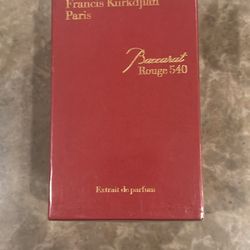 Francis Kurkdjian
Paris
Baccarat
Rouge 540
Extrait de parfum